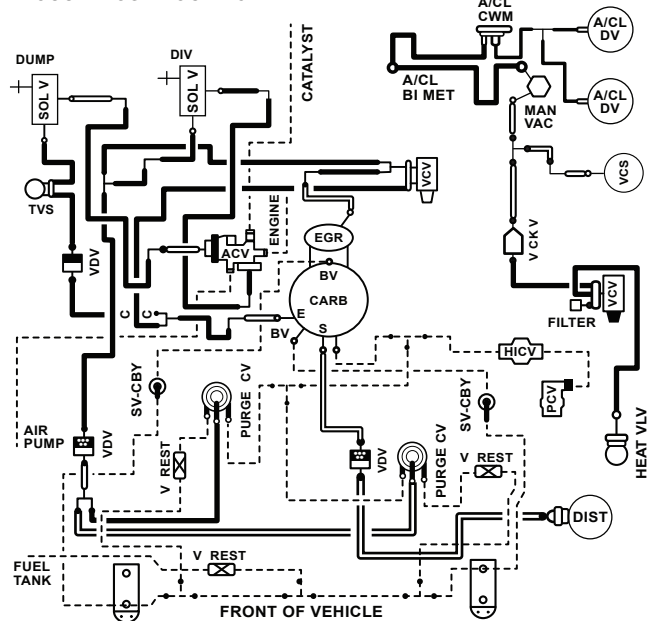 A/CL
CWM
A/CL
DV
DUMP
DIV
CATALYST
SOL V
SOL V
A/CL
BI MET
MAN
VAC
A/CL
DV
VCV
VCS
TVS
ENGINE
VDV
ACV
EGR
BV
CARB
V CK V
VCV
FILTER
C
C
E
S
BV
HICV
SV-CBY
PURGE CV
SV-CBY
PCV
HEAT VLV
AIR
PUMP
VDV
V REST
VDV
PURGE CV
V REST
DIST
FUEL
TANK
V REST
FRONT OF VEHICLE